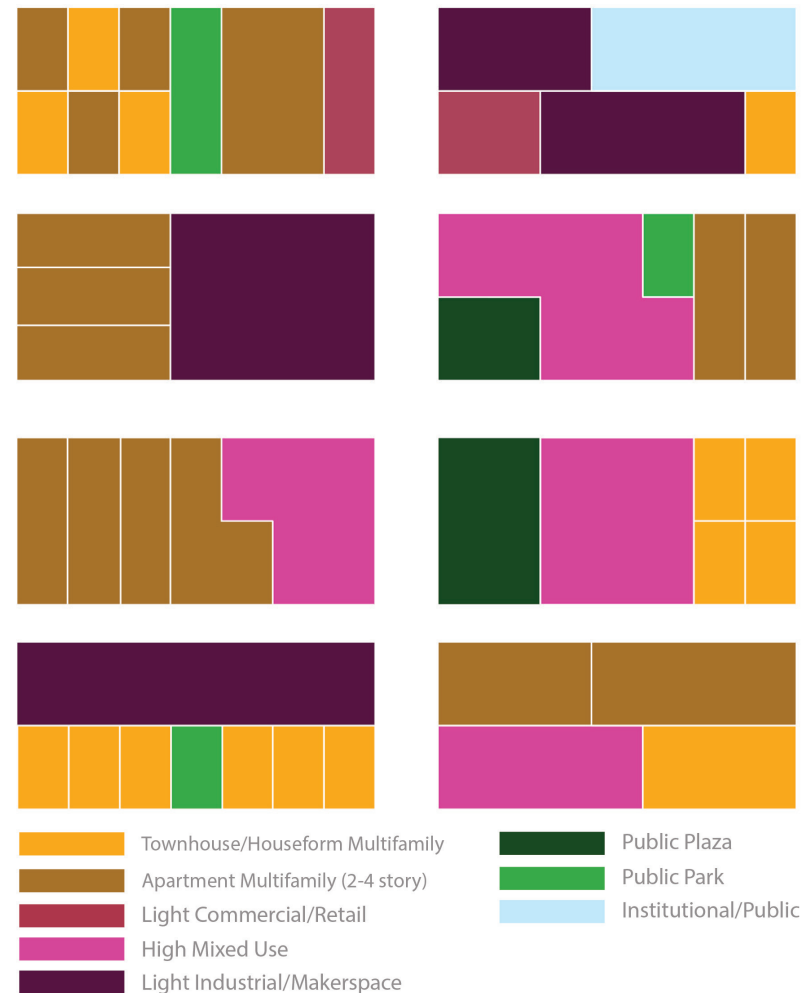 Townhouse/Houseform Multifamily
Apartment Multifamily (2-4 story)
Light Commercial/Retail
High Mixed Use
Light Industrial/Makerspace
Public Plaza
Public Park
Institutional/Public